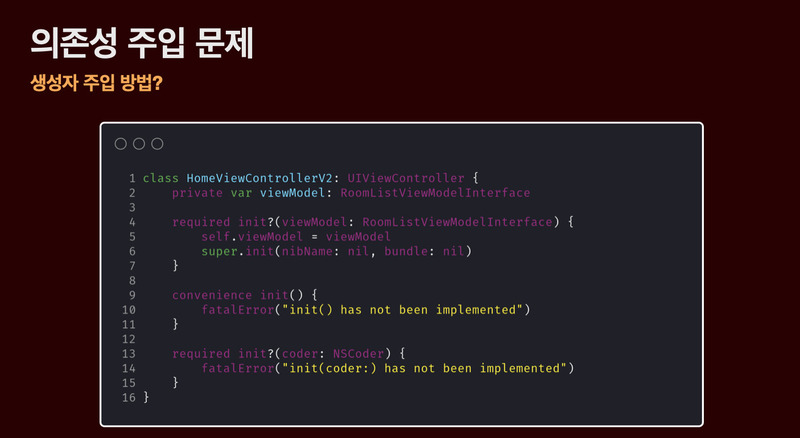 의존성 주입 문제
생성자 주입 방법?
1 class HomeViewControllerV2: UIViewController {
2     private var viewModel: RoomListViewModelInterface
3
4     required init?(viewModel: RoomListViewModelInterface) {
5         self.viewModel = viewModel
6         super.init(nibName: nil, bundle: nil)
7     }
8
9     convenience init() {
10         fatalError("init() has not been implemented")
11     }
12
13     required init?(coder: NSCoder) {
14         fatalError("init(coder:) has not been implemented")
15     }
16 }